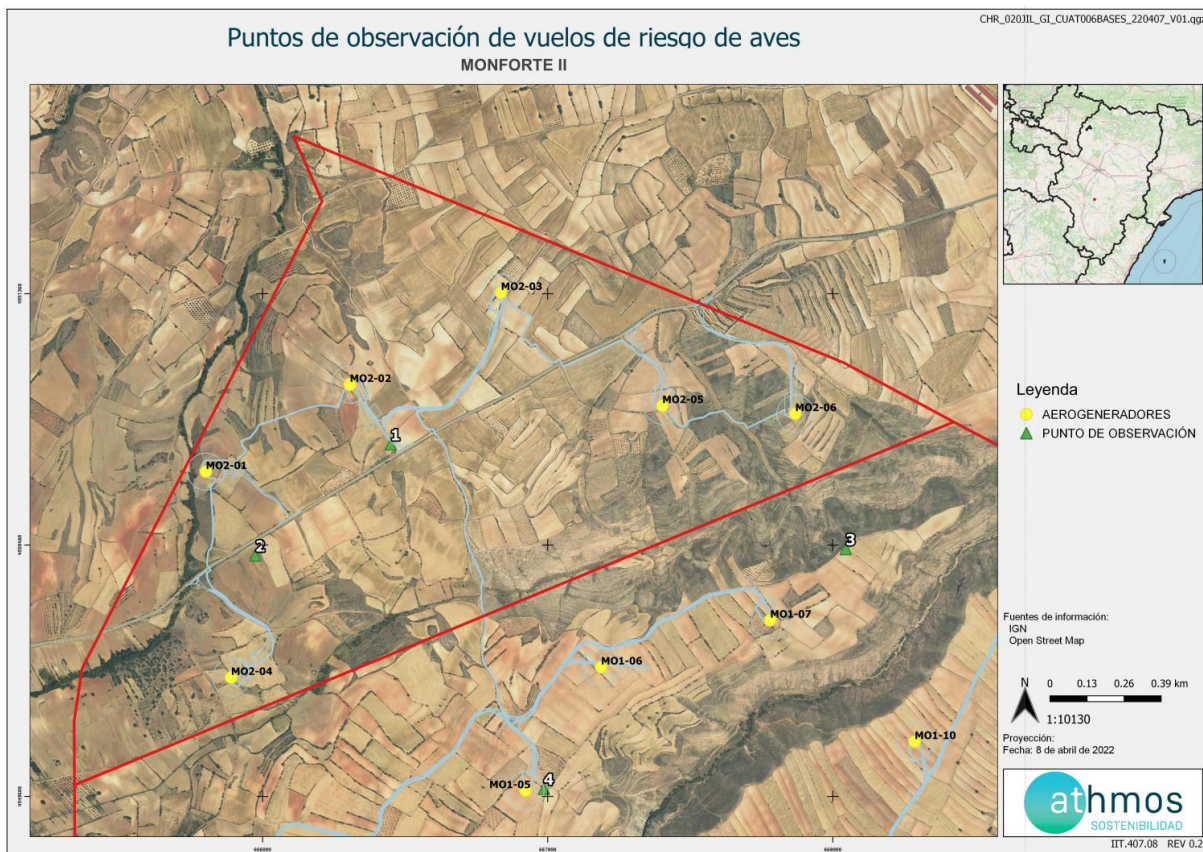 CHR_020JIL_GI_CUAT006BASES_220407_V01.qgz
Puntos de observación de vuelos de riesgo de aves
MONFORTE II
MO2-03
MO2-02
MO2-05
MO2-06
1
MO2-01
2
3
MO1-07
MO1-06
MO2-04
MO1-10
MO1-05
4
666000
667000
668000
Leyenda
AEROGENERADORES
PUNTO DE OBSERVACIÓN
Fuentes de información:
IGN
Open Street Map
N
0 0.13 0.26 0.39 km
1:10130
Proyección:
Fecha: 8 de abril de 2022
athmos
SOSTENIBILIDAD
IIT.407.08 REV 0.2